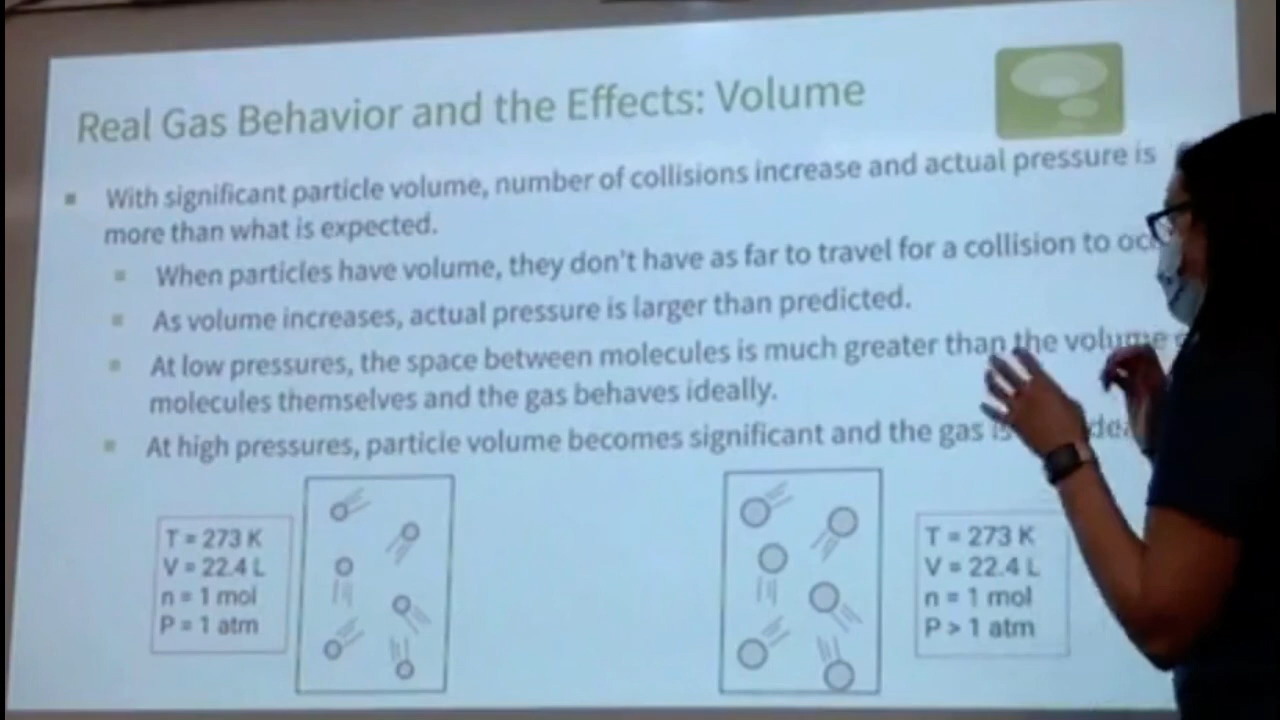 Real Gas Behavior and the Effects: Volume
With significant particle volume, number of collisions increase and actual pressure is
more than what is expected.
When particles have volume, they don't have as far to travel for a collision to
As volume increases, actual pressure is larger than predicted.
At low pressures, the space between molecules is much greater than the volume
molecules themselves and the gas behaves ideally.
At high pressures, particle volume becomes significant and the gas
T = 273 K
V = 22.4 L
n = 1 mol
P = 1 atm
T = 273 K
V = 22.4 L
n = 1 mol
P > 1 atm